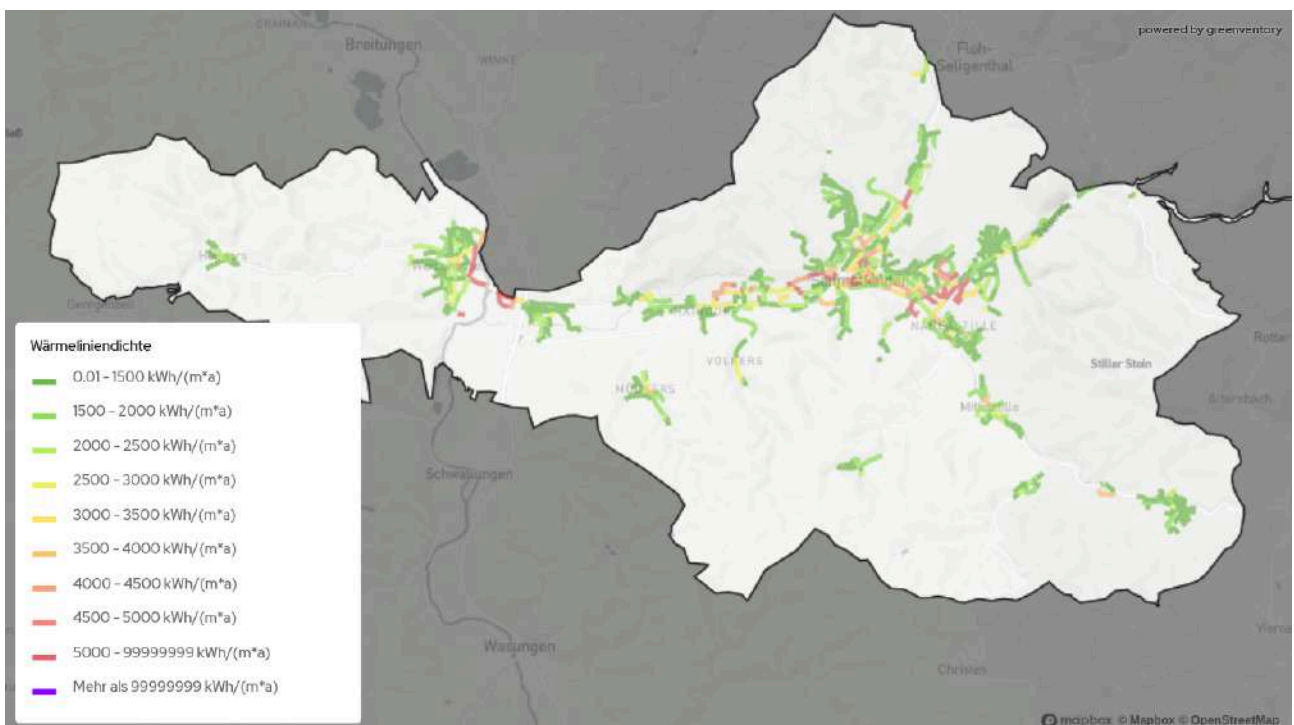 powered by greenventory
Breitungen
Floh-
Seligenthal
VOLKERS
Stiller Stein
Mittelstille
Schwallungen
Wasungen
Christes
Wärmeliniendichte
0.01 - 1500 kWh/(m*a)
1500 - 2000 kWh/(m*a)
2000 - 2500 kWh/(m*a)
2500 - 3000 kWh/(m*a)
3000 - 3500 kWh/(m*a)
3500 - 4000 kWh/(m*a)
4000 - 4500 kWh/(m*a)
4500 - 5000 kWh/(m*a)
5000 - 99999999 kWh/(m*a)
Mehr als 99999999 kWh/(m*a)
mapbox © Mapbox © OpenStreetMap